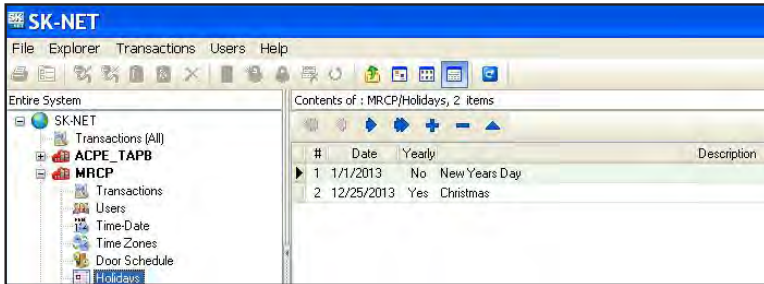 SK-NET
File Explorer Transactions Users Help
Entire System
Contents of : MRCP/Holidays, 2 items
SK-NET
Transactions (All)
ACPE_TAPB
MRCP
Transactions
Users
Time-Date
Time Zones
Door Schedule
Holidays
# Date Yearly Description
1 1/1/2013 No New Years Day
2 12/25/2013 Yes Christmas